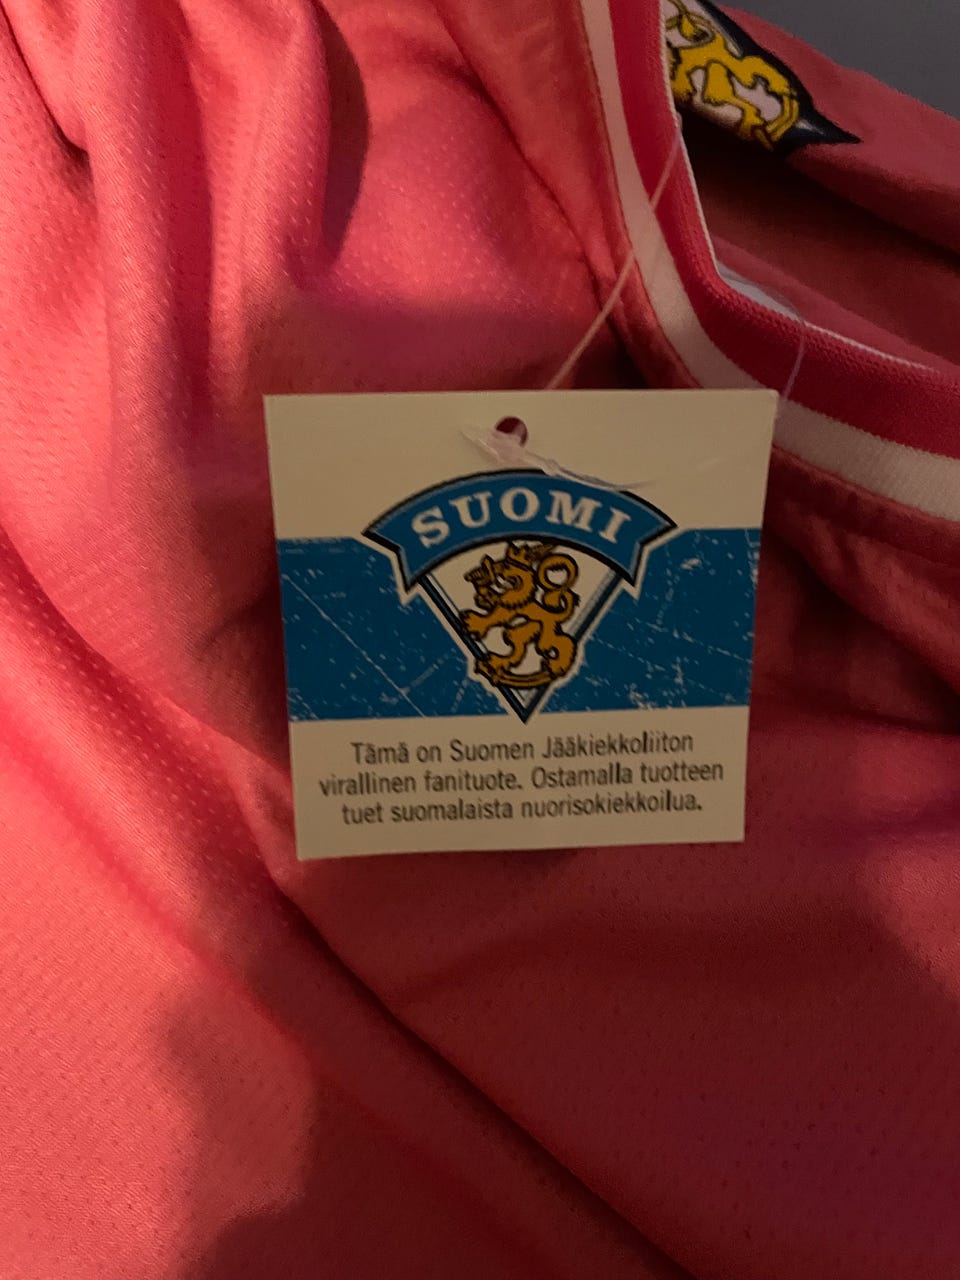 SUOMI
Tämä on Suomen Jääkiekkoliiton
virallinen fanituote. Ostamalla tuotteen
tuet suomalaista nuorisokiekkoilua.